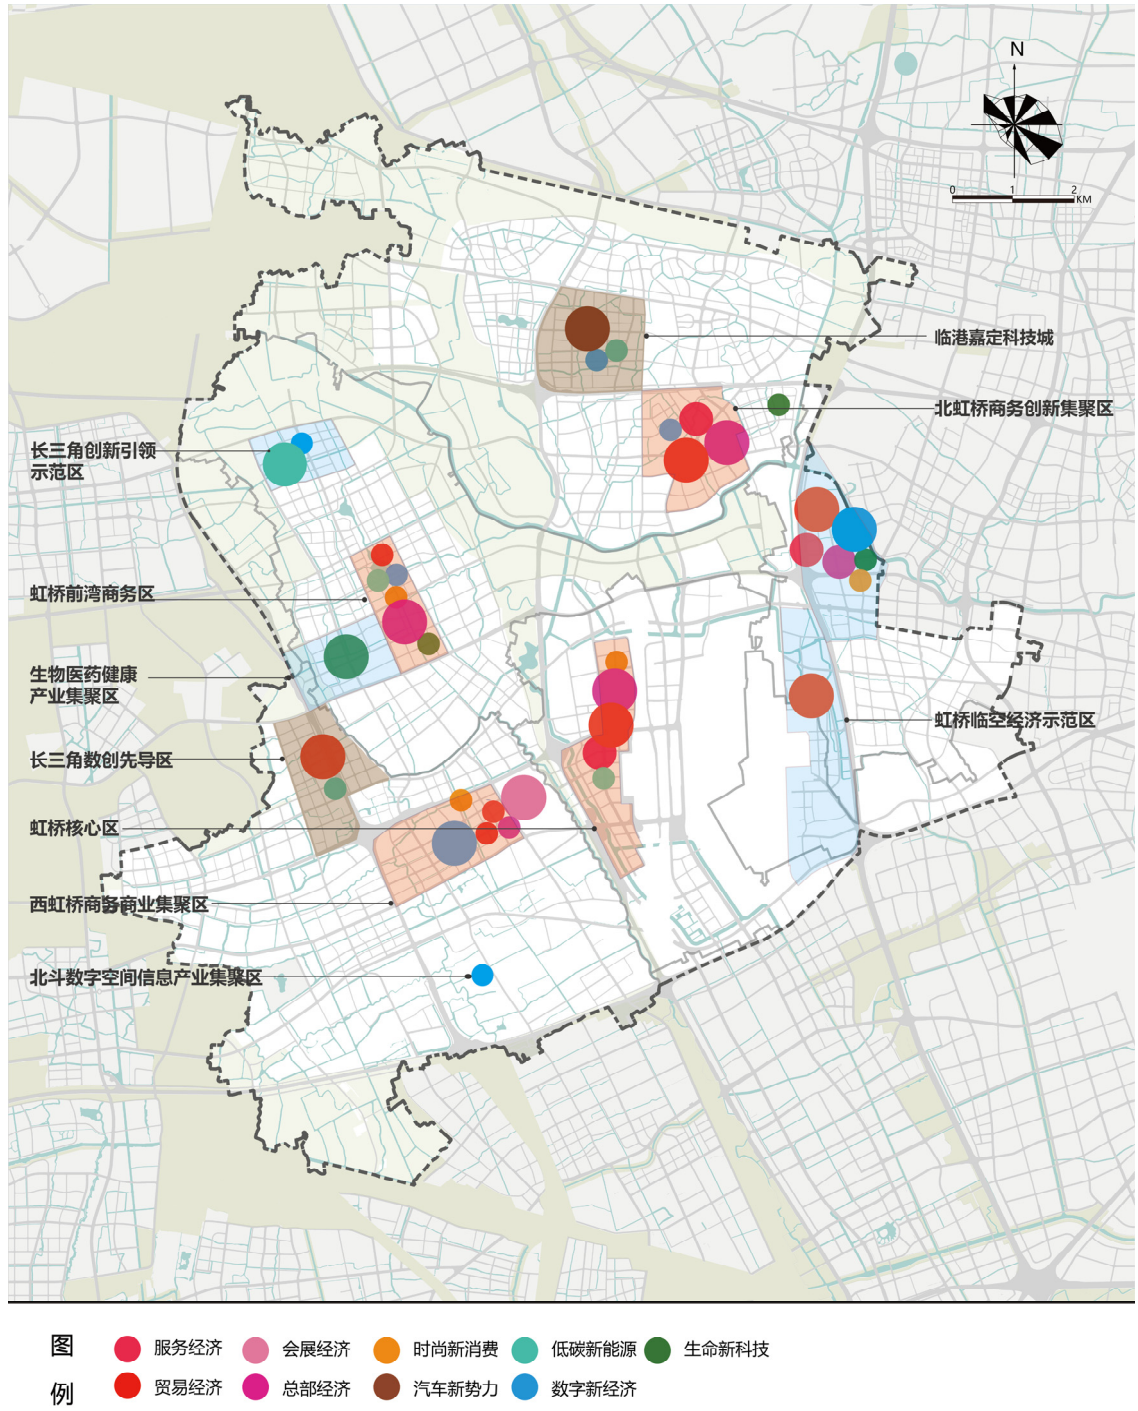 N
0 1 2
KM
临港嘉定科技城
北虹桥商务创新集聚区
长三角创新引领
示范区
虹桥前湾商务区
生物医药健康
产业集聚区
虹桥临空经济示范区
长三角数创先导区
虹桥核心区
西虹桥商务商业集聚区
北斗数字空间信息产业集聚区
图
例
服务经济 会展经济 时尚新消费 低碳新能源 生命新科技
贸易经济 总部经济 汽车新势力 数字新经济